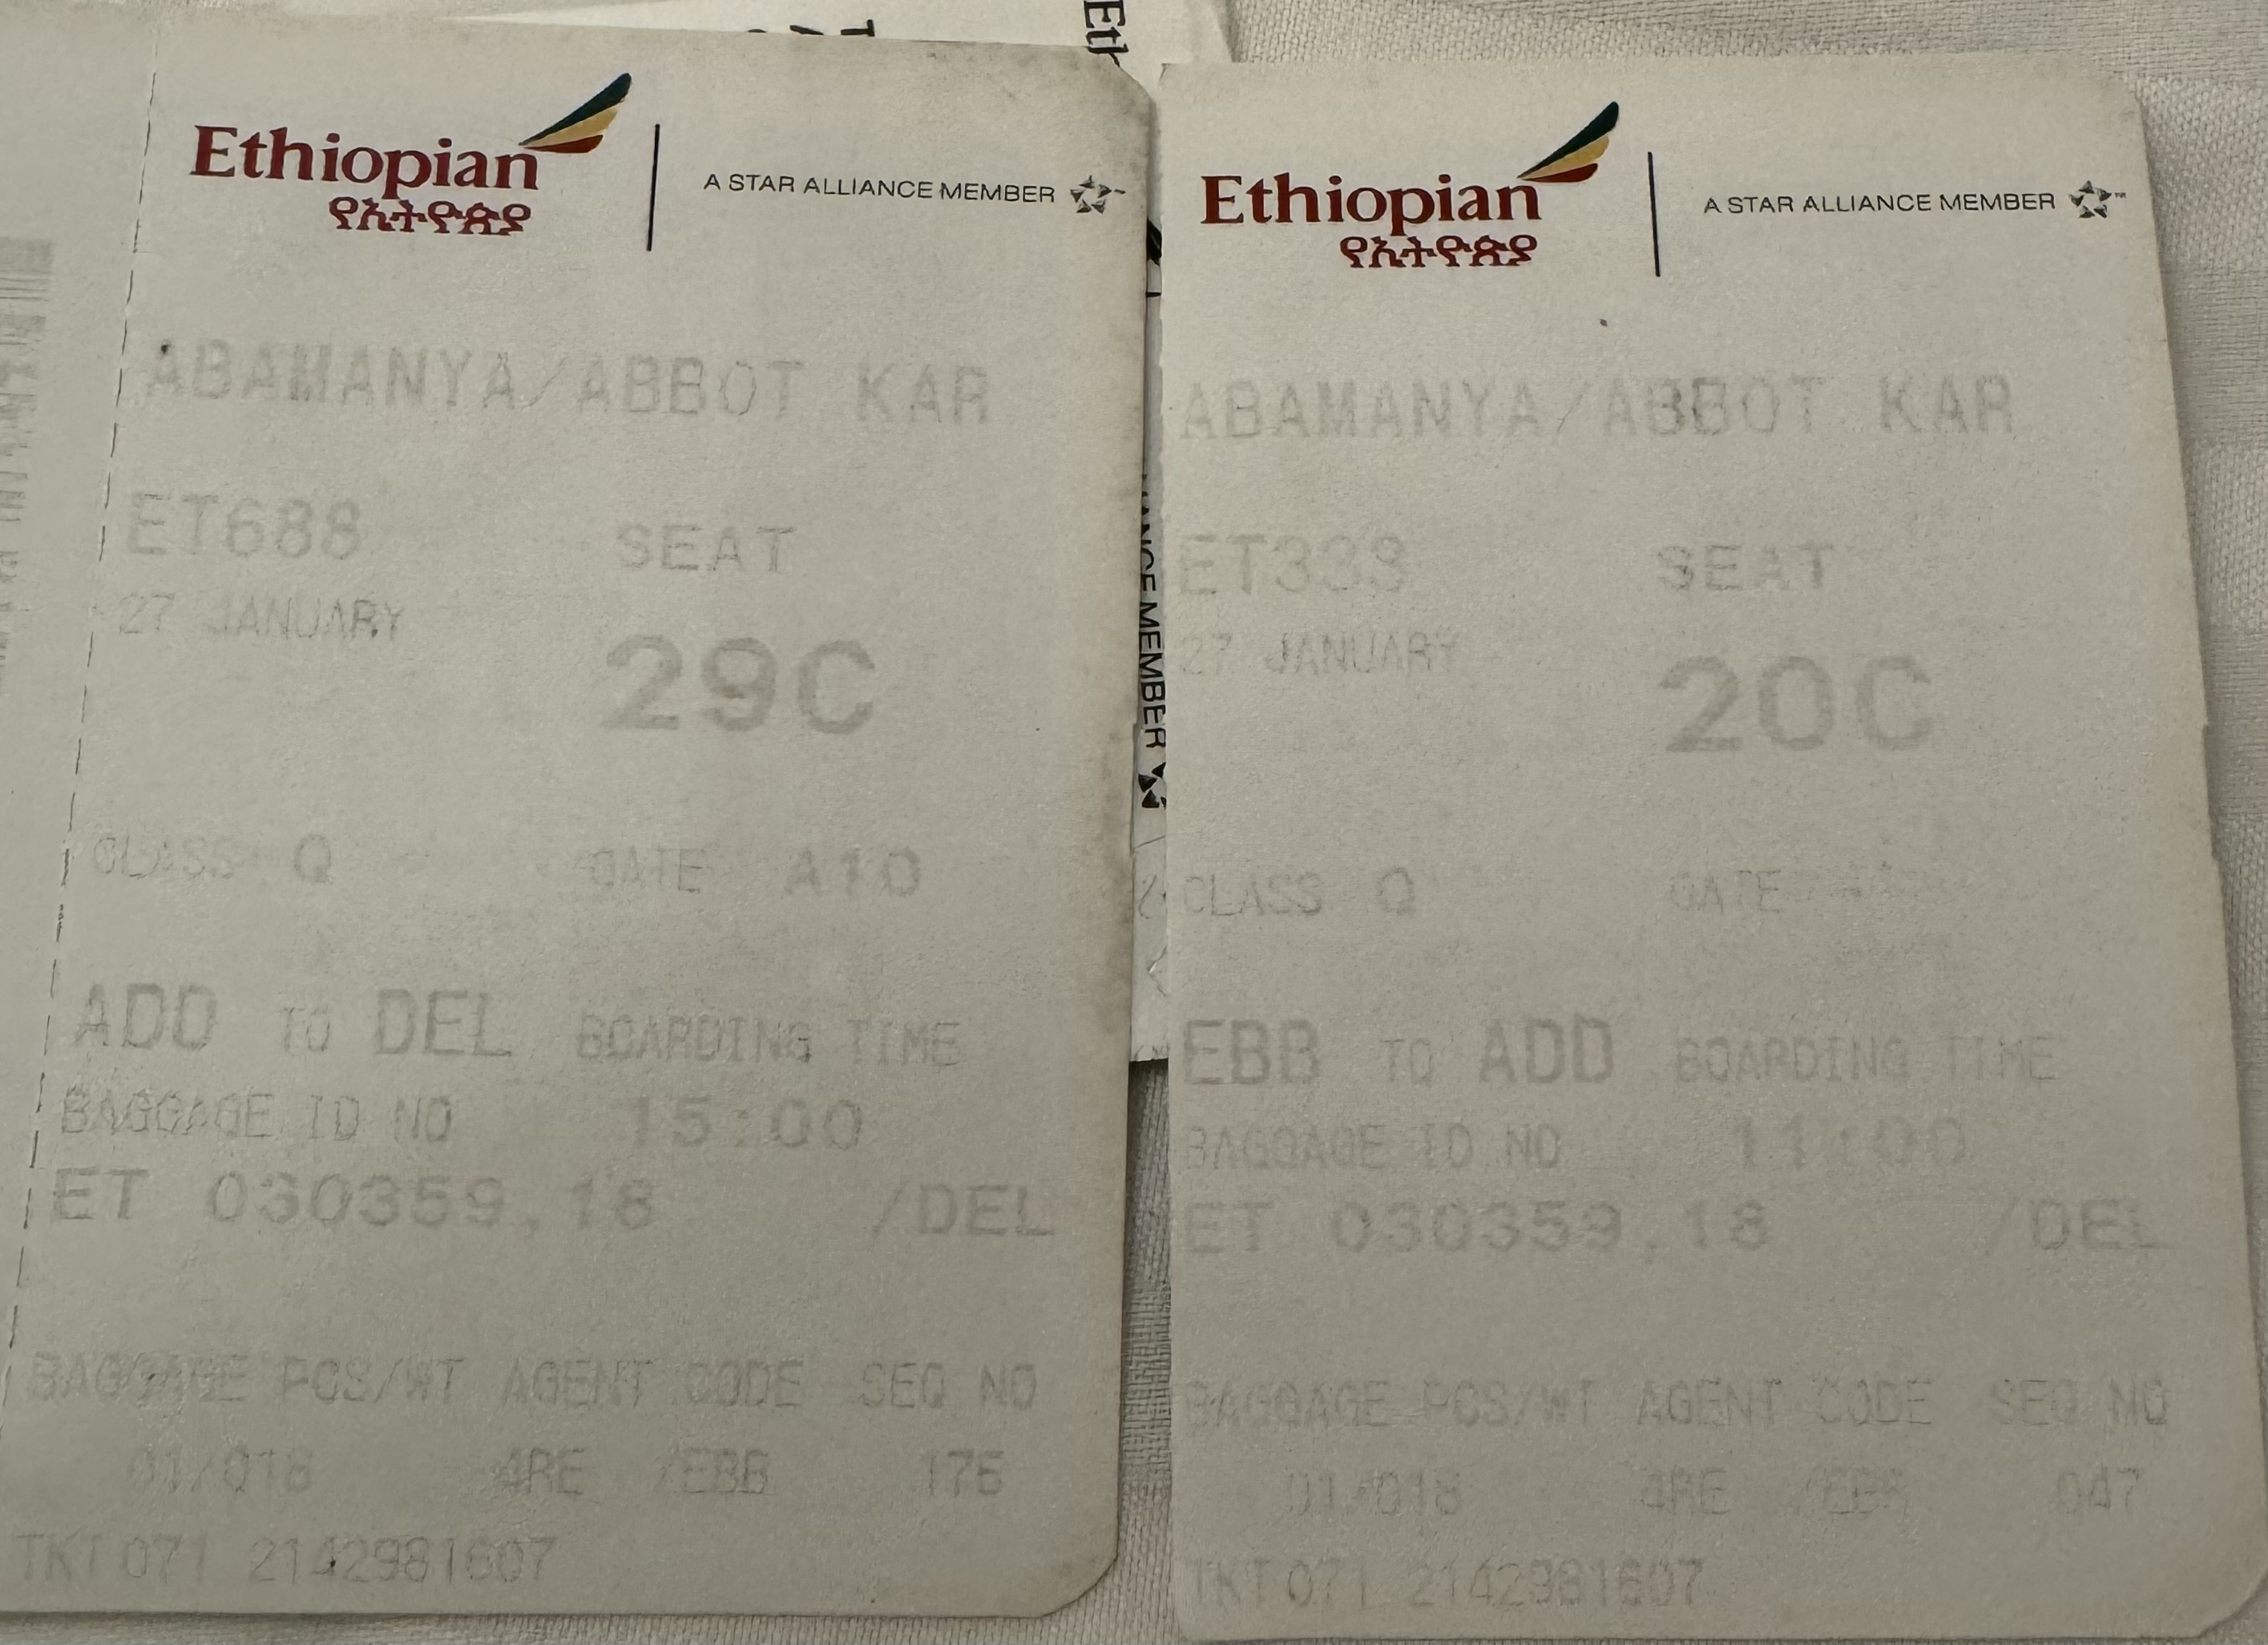 Ethiopian
የኢትዮጵያ
A STAR ALLIANCE MEMBER
ABAMANYA/ABBOT KAR
ET688 SEAT
27 JANUARY
29C
CLASS Q GATE A10
ADD TO DEL BOARDING TIME
BAGGAGE ID NO 15:00
ET 030359,18 /DEL
BAGGAGE PCS/WT AGENT CODE SEQ NO
01/018 4RE /EBB 175
TKT 071 2142981607
Eth
ANCE MEMBER
Ethiopian
የኢትዮጵያ
A STAR ALLIANCE MEMBER
ABAMANYA/ABBOT KAR
ET333 SEAT
27 JANUARY
20C
CLASS Q GATE
EBB TO ADD BOARDING TIME
BAGGAGE ID NO 11:00
ET 030359,18 /DEL
BAGGAGE PCS/WT AGENT CODE SEQ NO
01/018 4RE /EBB 047
TKT 071 2142981607